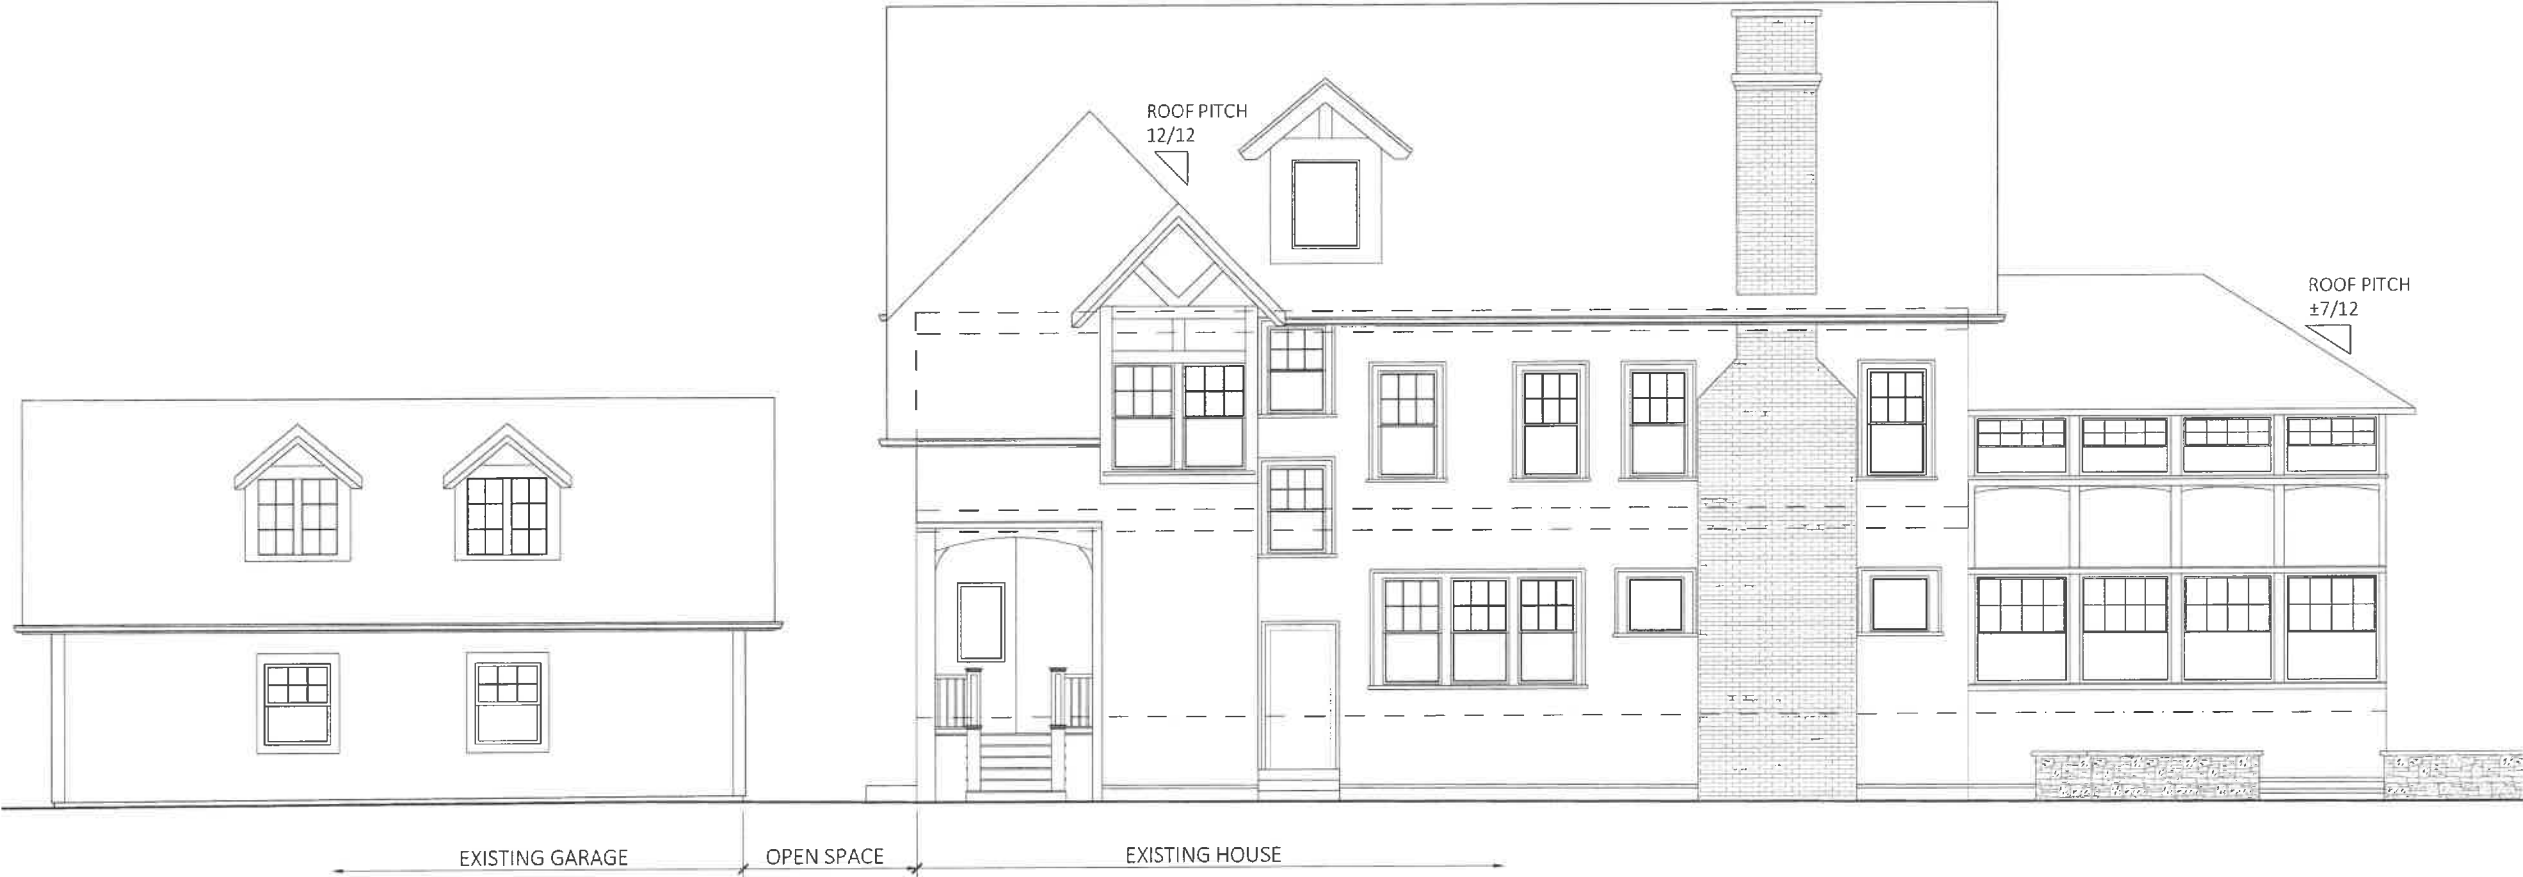 ROOF PITCH
12/12
ROOF PITCH
±7/12
EXISTING GARAGE
OPEN SPACE
EXISTING HOUSE